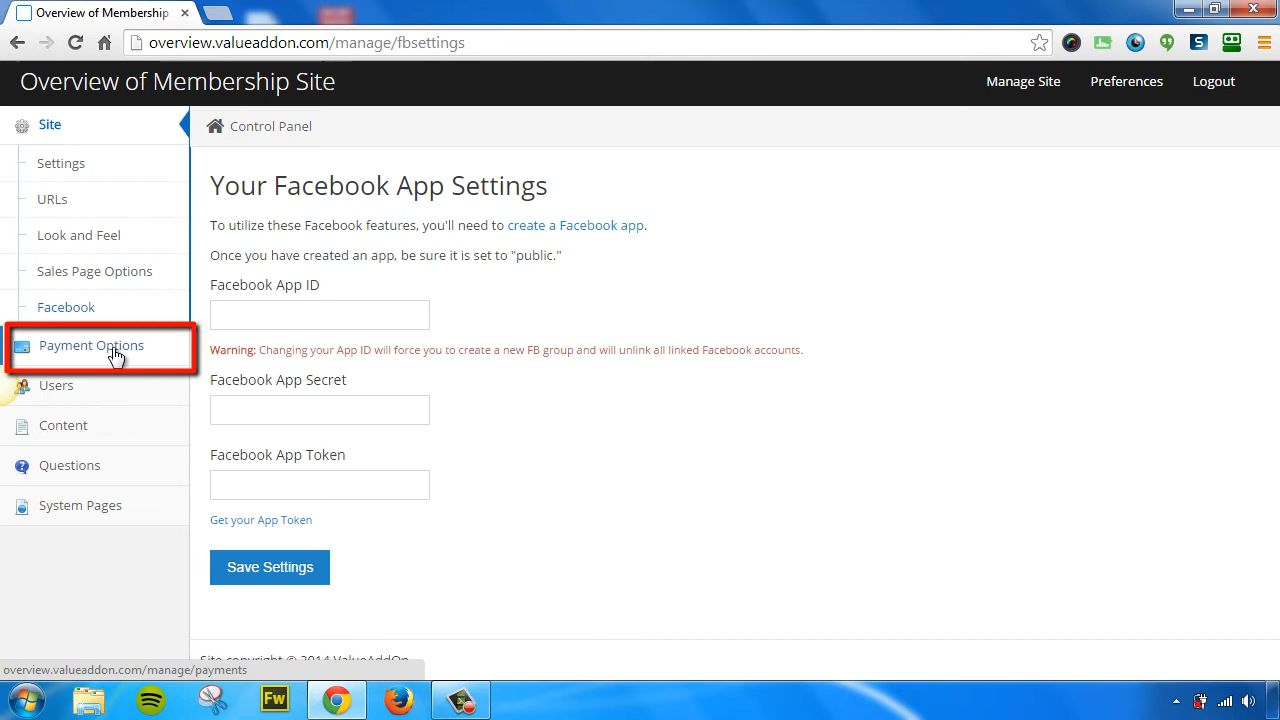 Overview of Membership
overview.valueaddon.com/manage/fbsettings
Overview of Membership Site
Manage Site
Preferences
Logout
Site
Settings
URLs
Look and Feel
Sales Page Options
Facebook
Payment Options
Users
Content
Questions
System Pages
Control Panel
Your Facebook App Settings
To utilize these Facebook features, you'll need to create a Facebook app.
Once you have created an app, be sure it is set to "public."
Facebook App ID
Warning: Changing your App ID will force you to create a new FB group and will unlink all linked Facebook accounts.
Facebook App Secret
Facebook App Token
Get your App Token
Save Settings
Site copyright © 2014 ValueAddOn
overview.valueaddon.com/manage/payments
Fw